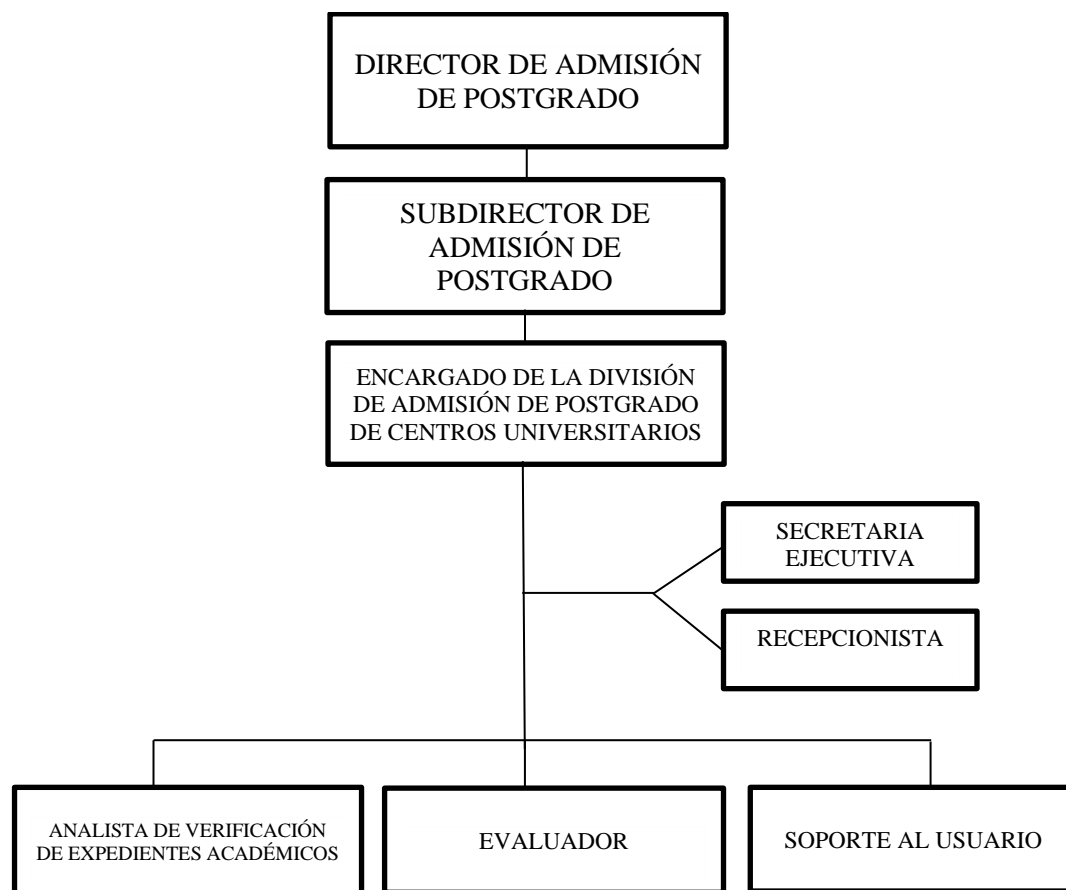 DIRECTOR DE ADMISIÓN
DE POSTGRADO
SUBDIRECTOR DE
ADMISIÓN DE
POSTGRADO
ENCARGADO DE LA DIVISIÓN
DE ADMISIÓN DE POSTGRADO
DE CENTROS UNIVERSITARIOS
SECRETARIA
EJECUTIVA
RECEPCIONISTA
ANALISTA DE VERIFICACIÓN
DE EXPEDIENTES ACADÉMICOS
EVALUADOR
SOPORTE AL USUARIO